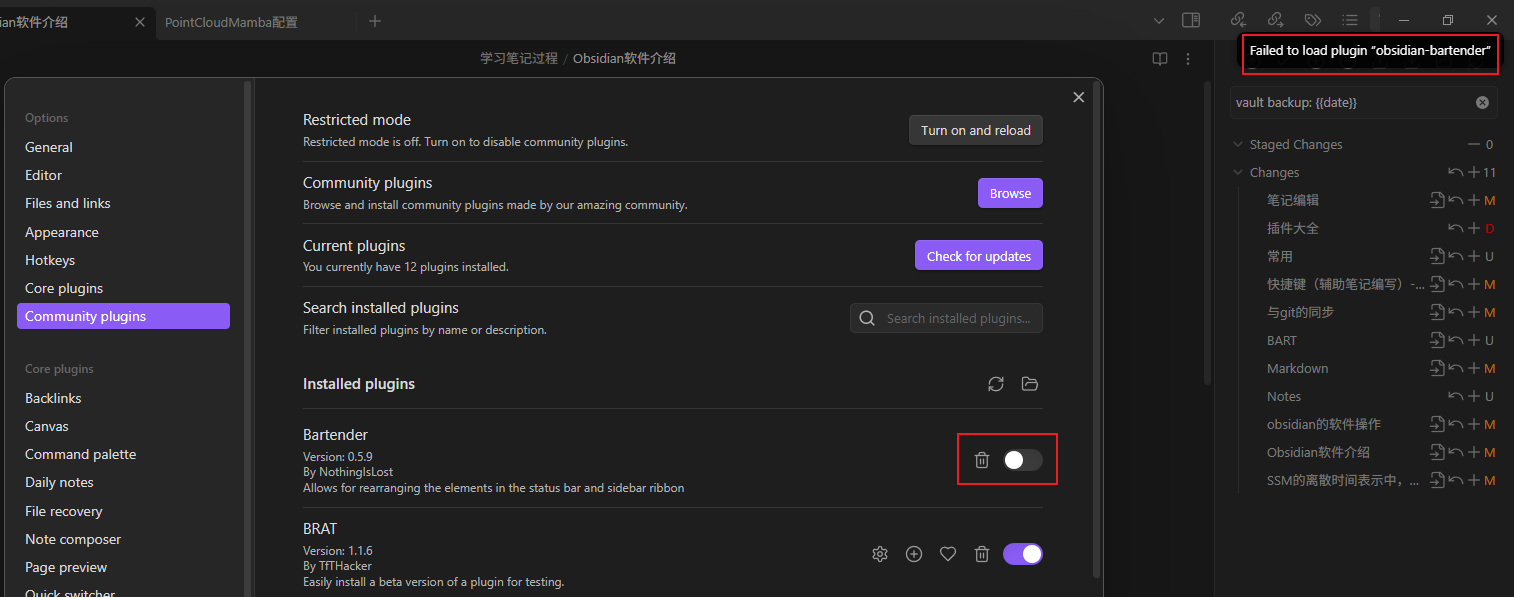 ian软件介绍
PointCloudMamba配置
学习笔记过程 / Obsidian软件介绍
Failed to load plugin “obsidian-bartender”
Options
General
Editor
Files and links
Appearance
Hotkeys
Core plugins
Community plugins
Core plugins
Backlinks
Canvas
Command palette
Daily notes
File recovery
Note composer
Page preview
Quick switcher
Restricted mode
Restricted mode is off. Turn on to disable community plugins.
Turn on and reload
Community plugins
Browse and install community plugins made by our amazing community.
Browse
Current plugins
You currently have 12 plugins installed.
Check for updates
Search installed plugins
Filter installed plugins by name or description.
Search installed plugins...
Installed plugins
Bartender
Version: 0.5.9
By NothingIsLost
Allows for rearranging the elements in the status bar and sidebar ribbon
BRAT
Version: 1.1.6
By TfTHacker
Easily install a beta version of a plugin for testing.
vault backup: {{date}}
Staged Changes 0
Changes 11
笔记编辑 M
插件大全 D
常用 U
快捷键（辅助笔记编写）-... M
与git的同步 M
BART U
Markdown M
Notes U
obsidian的软件操作 M
Obsidian软件介绍 M
SSM的离散时间表示中，... M